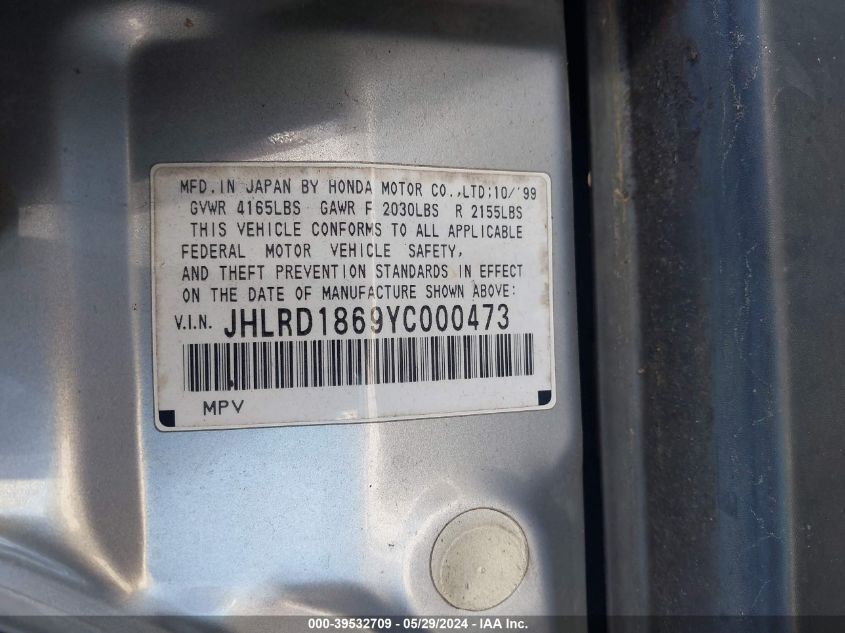 MFD. IN JAPAN BY HONDA MOTOR CO., LTD; 10/'99
GVWR 4165LBS GAWR F 2030LBS R 2155LBS
THIS VEHICLE CONFORMS TO ALL APPLICABLE
FEDERAL MOTOR VEHICLE SAFETY,
AND THEFT PREVENTION STANDARDS IN EFFECT
ON THE DATE OF MANUFACTURE SHOWN ABOVE:
V.I.N. JHLRD1869YC000473
MPV
000-39532709 - 05/29/2024 - IAA Inc.